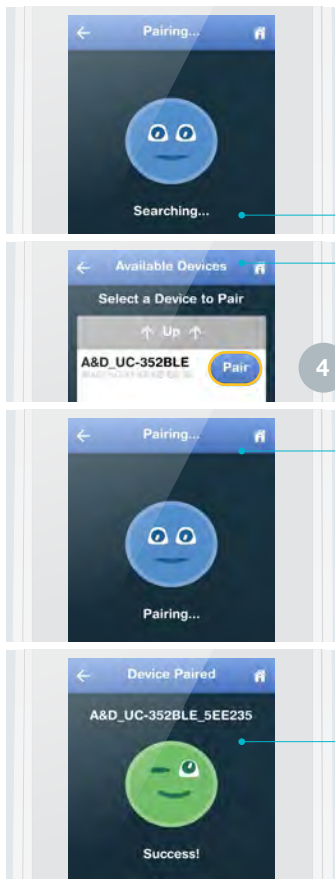 Pairing...
Searching...
Available Devices
Select a Device to Pair
↑ Up ↑
A&D_UC-352BLE
Pair
4
Pairing...
Pairing...
Device Paired
A&D_UC-352BLE_5EE235
Success!